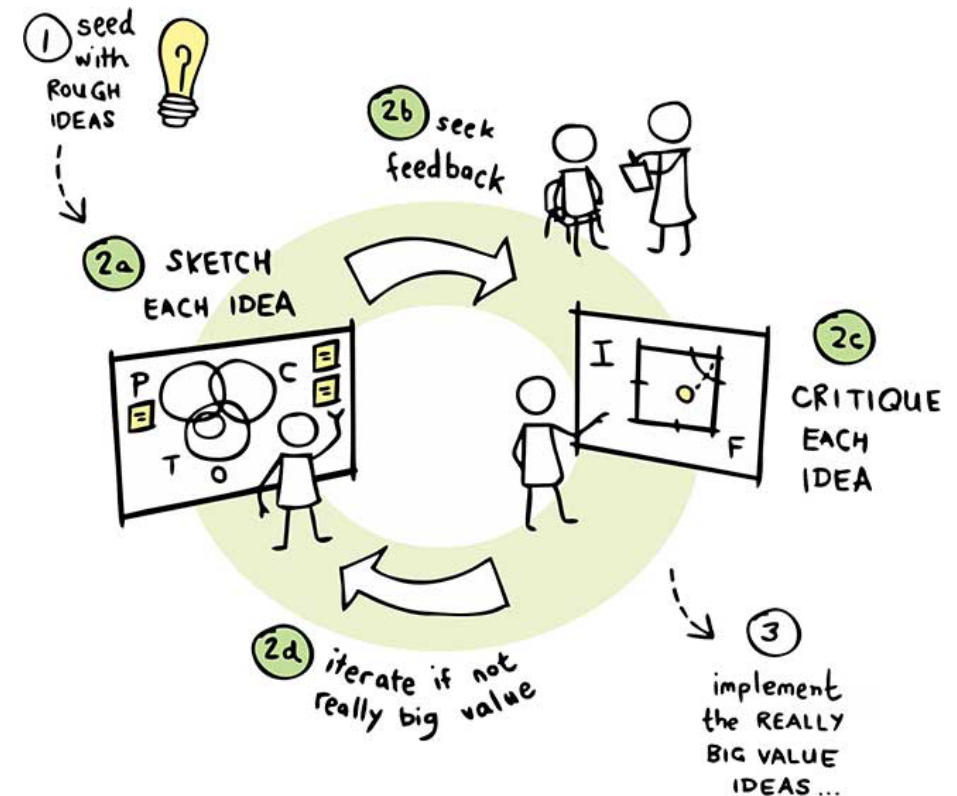 1 seed
with
ROUGH
IDEAS
?
2b seek
feedback
2a SKETCH
EACH IDEA
P
C
T
O
I
F
2c
CRITIQUE
EACH
IDEA
2d iterate if not
really big value
3
implement
the REALLY
BIG VALUE
IDEAS...